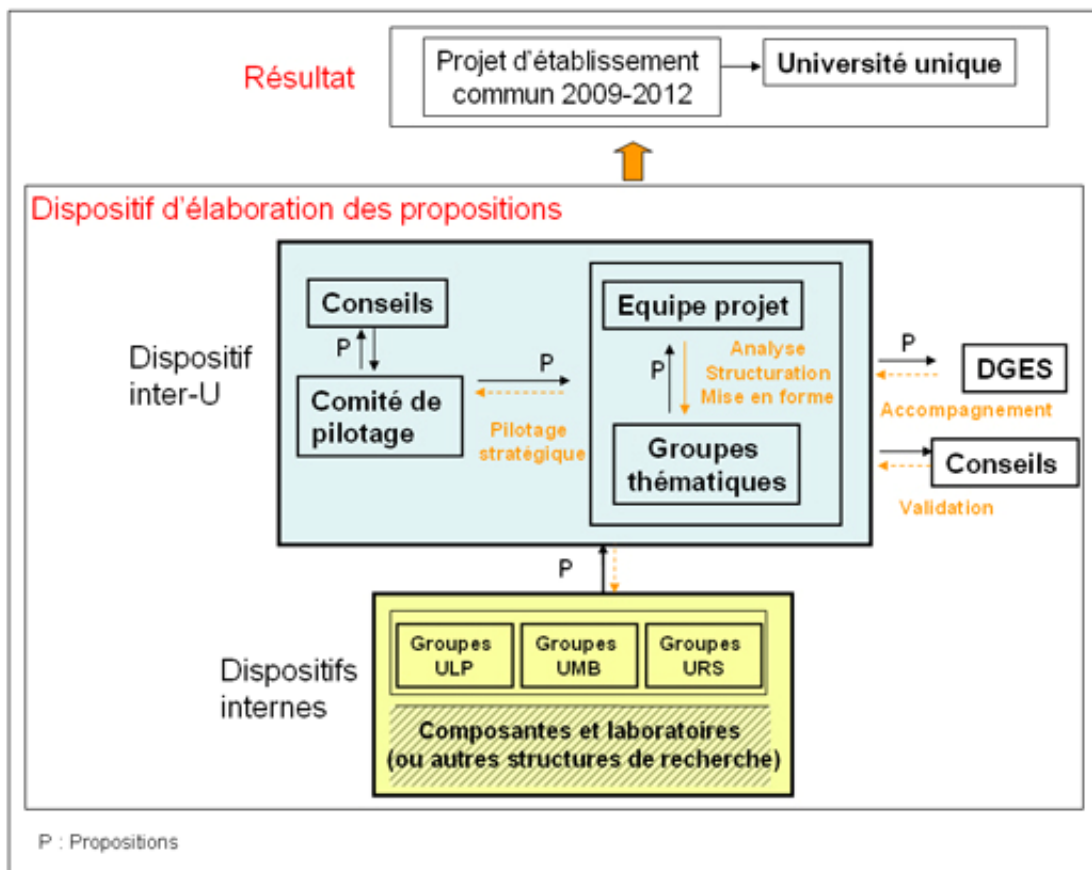 Résultat
Projet d'établissement
commun 2009-2012
Université unique
Dispositif d'élaboration des propositions
Dispositif
inter-U
Conseils
P
Comité de
pilotage
P
Pilotage
stratégique
Equipe projet
P
Analyse
Structuration
Mise en forme
Groupes
thématiques
P
DGES
Accompagnement
Conseils
Validation
P
Dispositifs
internes
Groupes
ULP
Groupes
UMB
Groupes
URS
Composantes et laboratoires
(ou autres structures de recherche)
P : Propositions